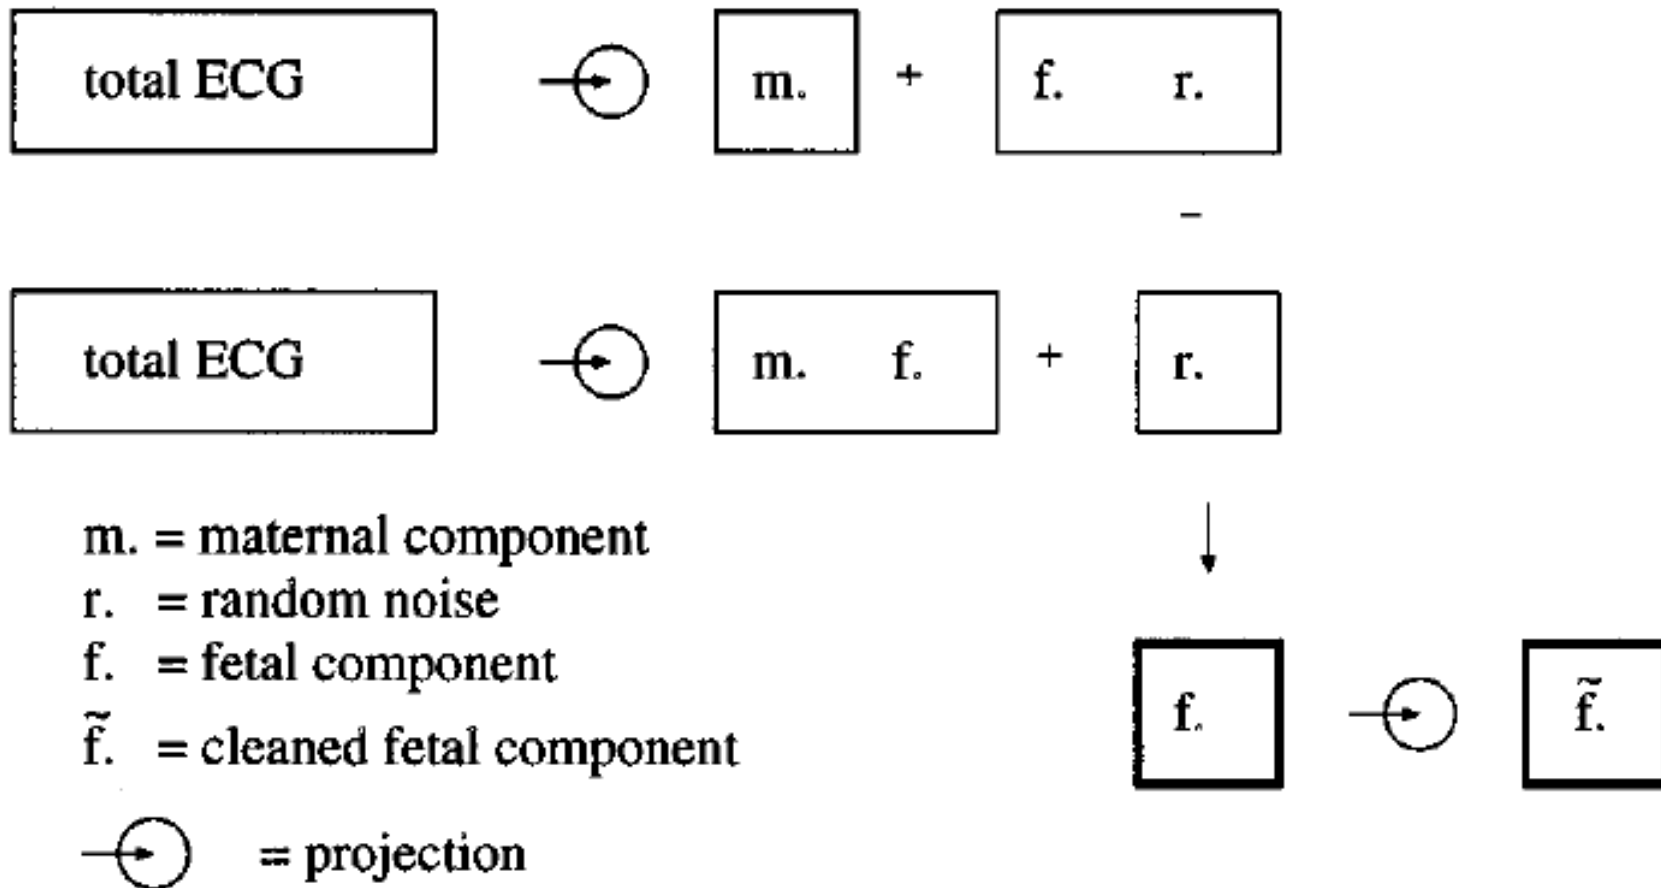 total ECG m. + f. r.
−
total ECG m. f. + r.
m. = maternal component
r. = random noise
f. = fetal component
f̃. = cleaned fetal component
f. f̃.
= projection